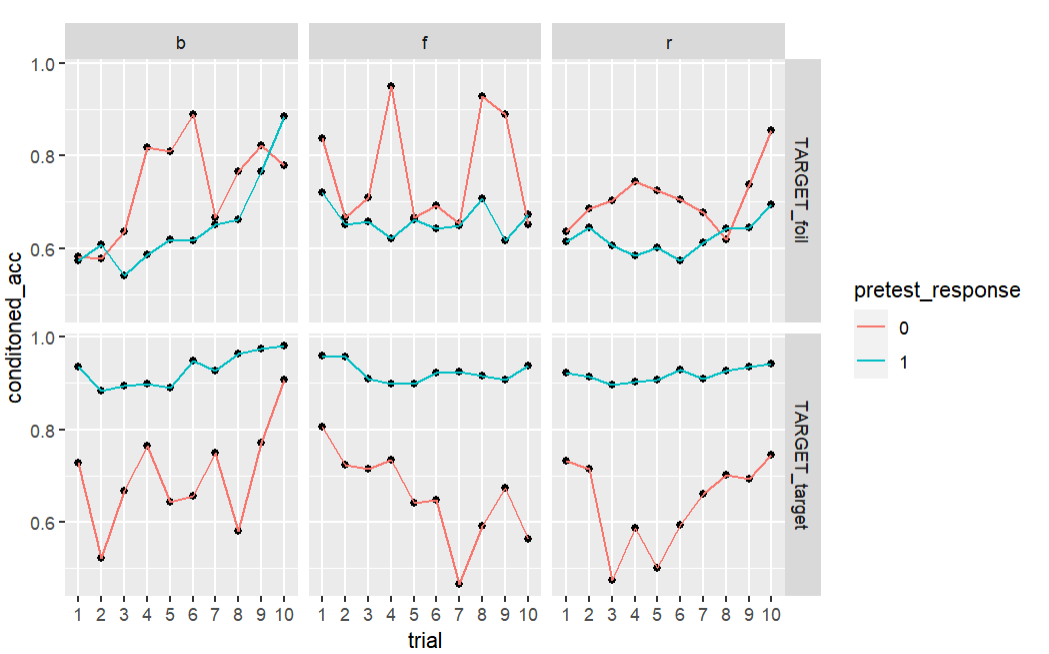 b f r
1.0
0.8
0.6
TARGET_foil
1.0
0.8
0.6
TARGET_target
conditoned_acc
1 2 3 4 5 6 7 8 9 10 1 2 3 4 5 6 7 8 9 10 1 2 3 4 5 6 7 8 9 10
trial
pretest_response
0
1